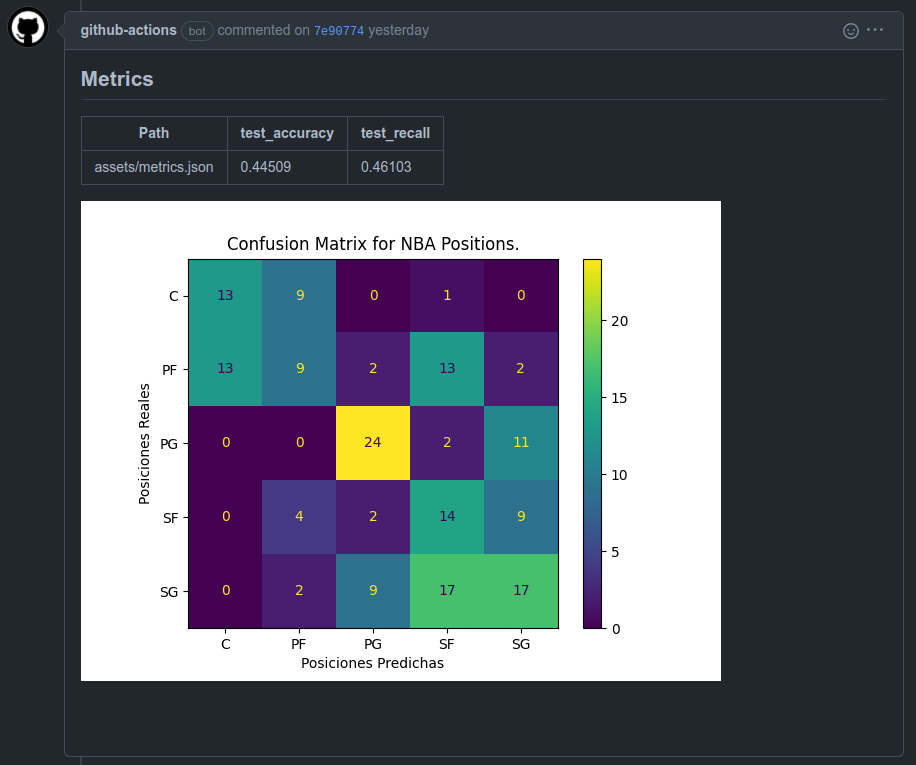 github-actions bot commented on 7e90774 yesterday
Metrics
Path test_accuracy test_recall
assets/metrics.json 0.44509 0.46103
Confusion Matrix for NBA Positions.
C 13 9 0 1 0
PF 13 9 2 13 2
PG 0 0 24 2 11
SF 0 4 2 14 9
SG 0 2 9 17 17
C PF PG SF SG
Posiciones Predichas
Posiciones Reales
20
15
10
5
0